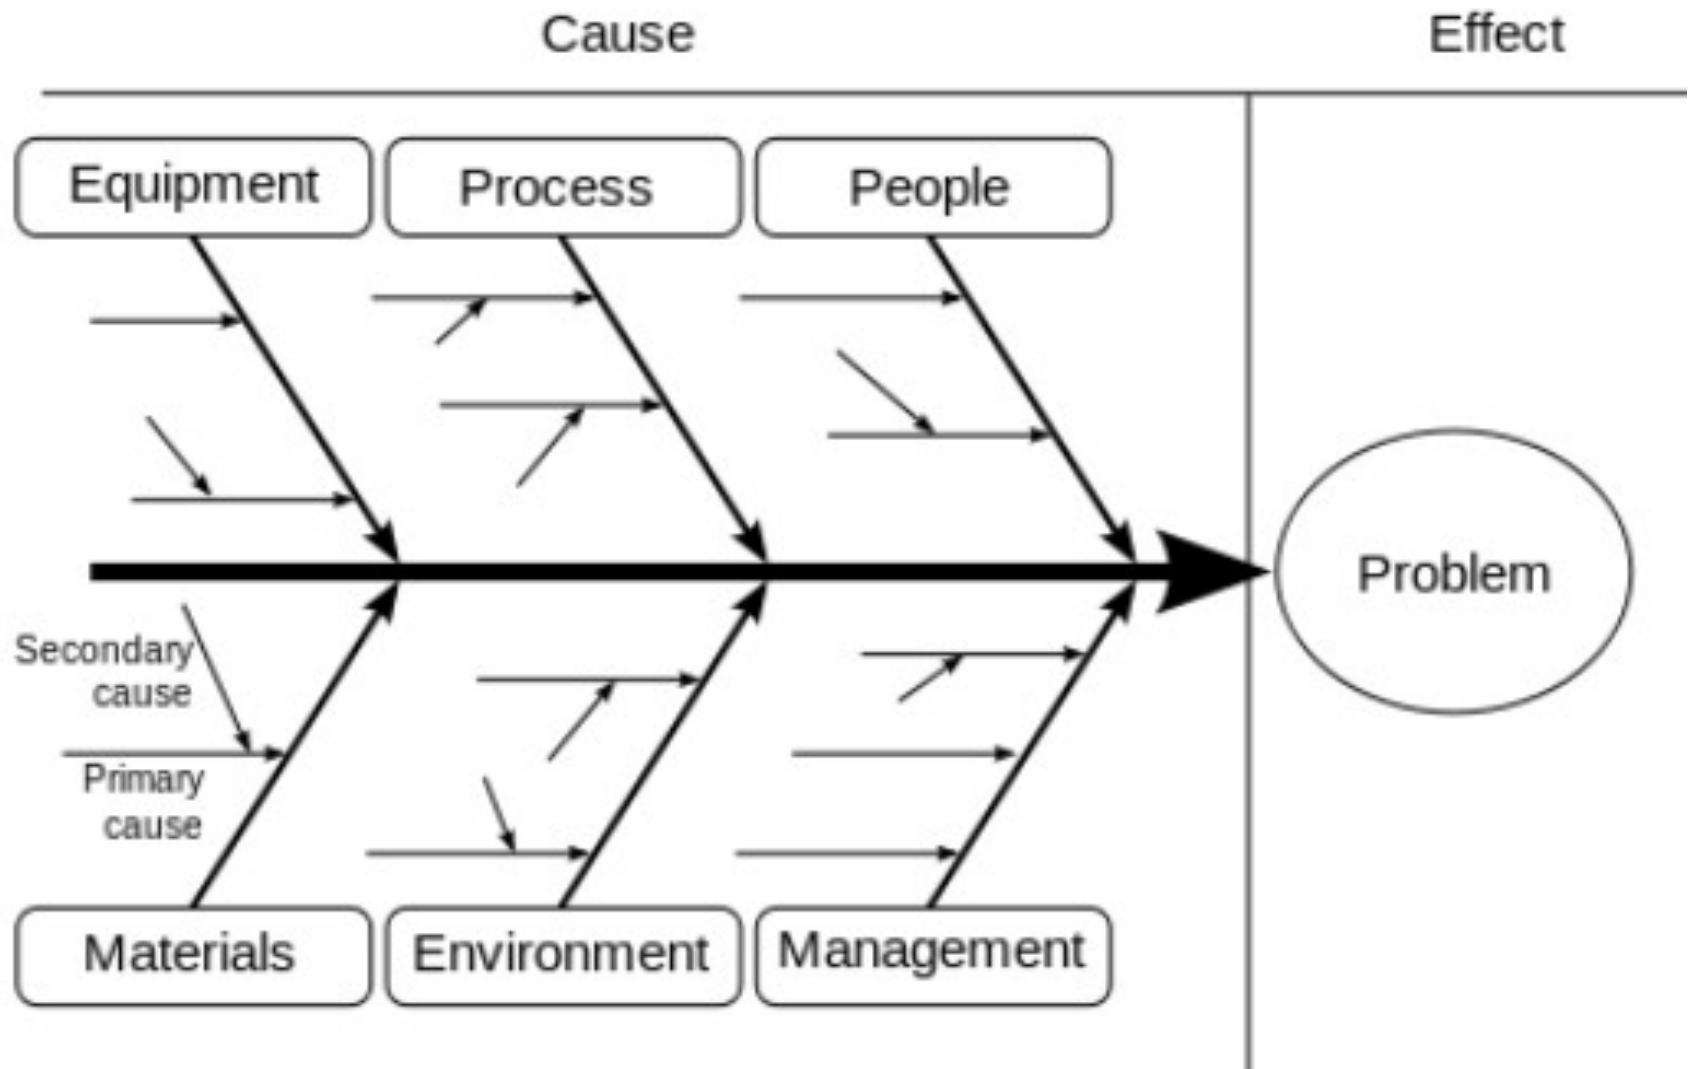 Cause
Effect
Equipment
Process
People
Problem
Secondary
cause
Primary
cause
Materials
Environment
Management